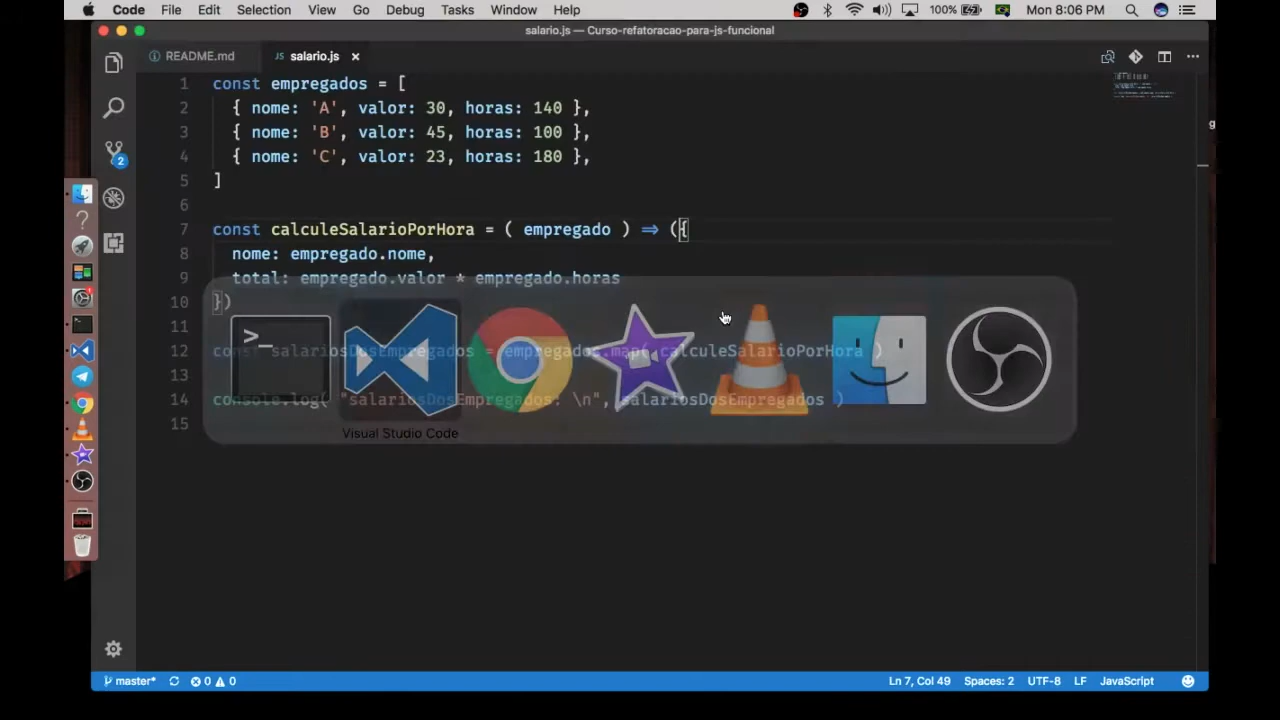 Code File Edit Selection View Go Debug Tasks Window Help 100% Mon 8:06 PM
salario.js — Curso-refatoracao-para-js-funcional
README.md JS salario.js
1 const empregados = [
2 { nome: 'A', valor: 30, horas: 140 },
3 { nome: 'B', valor: 45, horas: 100 },
4 { nome: 'C', valor: 23, horas: 180 },
5 ]
6
7 const calculeSalarioPorHora = ( empregado ) => ({
8 nome: empregado.nome,
9 total: empregado.valor * empregado.horas
10 })
11
12 const salariosDosEmpregados = empregados.map( calculeSalarioPorHora )
13
14 console.log( "salariosDosEmpregados: \n", salariosDosEmpregados )
15
2
>_
Visual Studio Code
master* 0 0 Ln 7, Col 49 Spaces: 2 UTF-8 LF JavaScript